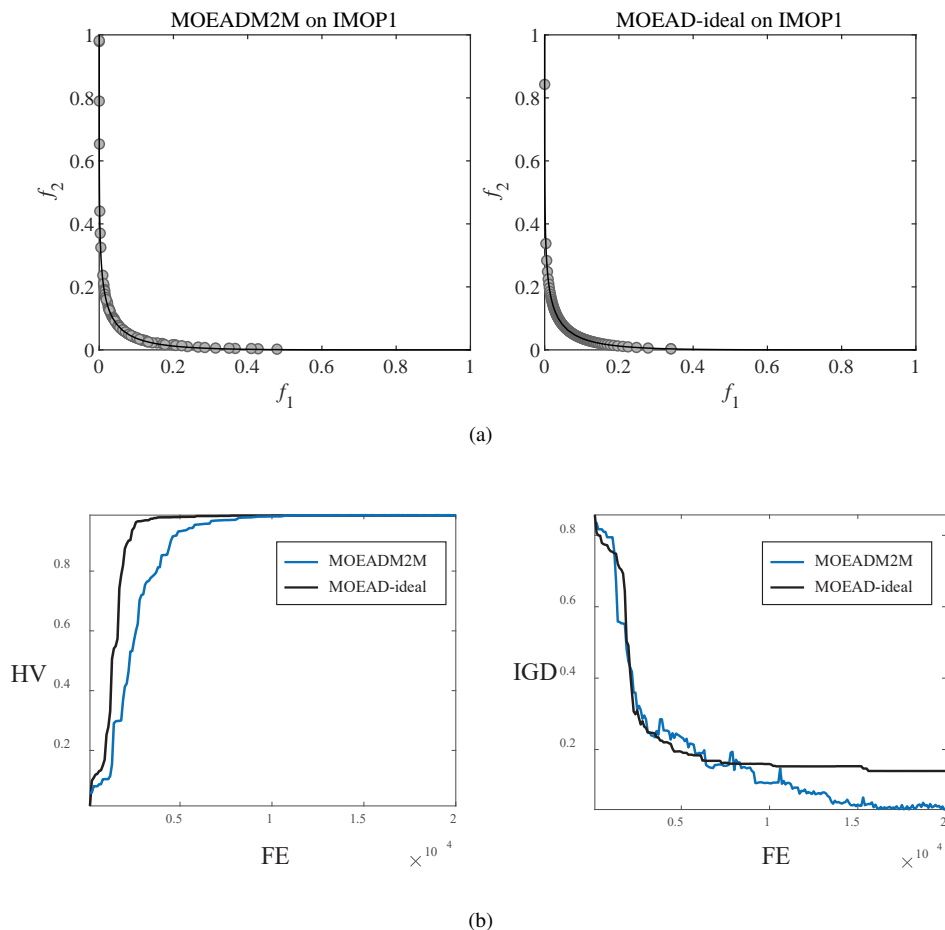 MOEADM2M on IMOP1
1
0.8
0.6
0.4
0.2
0
f2
0 0.2 0.4 0.6 0.8 1
f1
MOEAD-ideal on IMOP1
1
0.8
0.6
0.4
0.2
0
f2
0 0.2 0.4 0.6 0.8 1
f1
(a)
HV
0.8
0.6
0.4
0.2
MOEADM2M
MOEAD-ideal
0.5 1 1.5 2
FE
×10 4
IGD
0.8
0.6
0.4
0.2
MOEADM2M
MOEAD-ideal
0.5 1 1.5 2
FE
×10 4
(b)